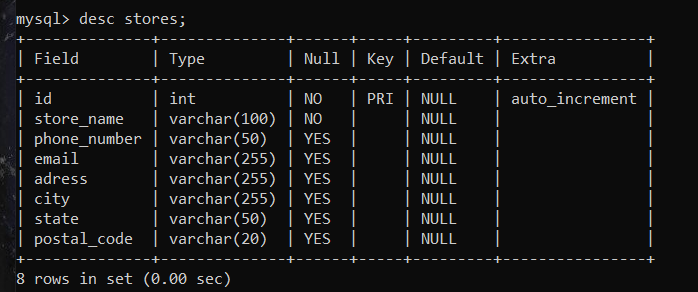 mysql> desc stores;
+--------------+--------------+------+-----+---------+----------------+
| Field        | Type         | Null | Key | Default | Extra          |
+--------------+--------------+------+-----+---------+----------------+
| id           | int          | NO   | PRI | NULL    | auto_increment |
| store_name   | varchar(100) | NO   |     | NULL    |                |
| phone_number | varchar(50)  | YES  |     | NULL    |                |
| email        | varchar(255) | YES  |     | NULL    |                |
| adress       | varchar(255) | YES  |     | NULL    |                |
| city         | varchar(255) | YES  |     | NULL    |                |
| state        | varchar(50)  | YES  |     | NULL    |                |
| postal_code  | varchar(20)  | YES  |     | NULL    |                |
+--------------+--------------+------+-----+---------+----------------+
8 rows in set (0.00 sec)